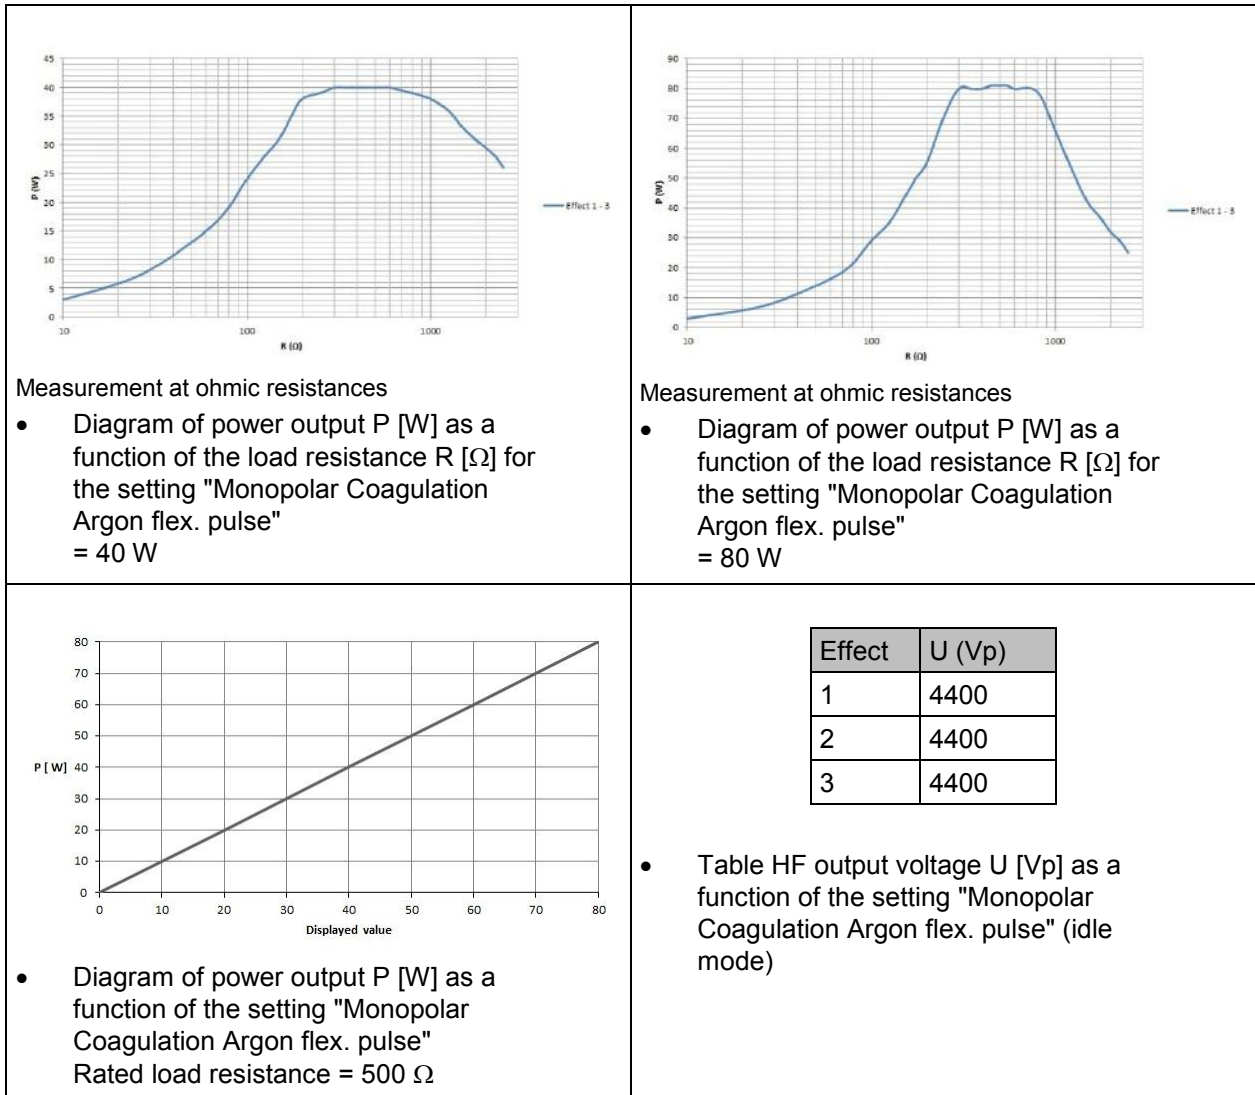 45
40
35
30
25
20
15
10
5
0
P (W)
10
100
1000
R (Ω)
Effect 1 - 3
Measurement at ohmic resistances
• Diagram of power output P [W] as a
function of the load resistance R [Ω] for
the setting "Monopolar Coagulation
Argon flex. pulse"
= 40 W
90
80
70
60
50
40
30
20
10
0
P (W)
10
100
1000
R (Ω)
Effect 1 - 3
Measurement at ohmic resistances
• Diagram of power output P [W] as a
function of the load resistance R [Ω] for
the setting "Monopolar Coagulation
Argon flex. pulse"
= 80 W
80
70
60
50
P [ W] 40
30
20
10
0
0 10 20 30 40 50 60 70 80
Displayed value
• Diagram of power output P [W] as a
function of the setting "Monopolar
Coagulation Argon flex. pulse"
Rated load resistance = 500 Ω
Effect U (Vp)
1 4400
2 4400
3 4400
• Table HF output voltage U [Vp] as a
function of the setting "Monopolar
Coagulation Argon flex. pulse" (idle
mode)